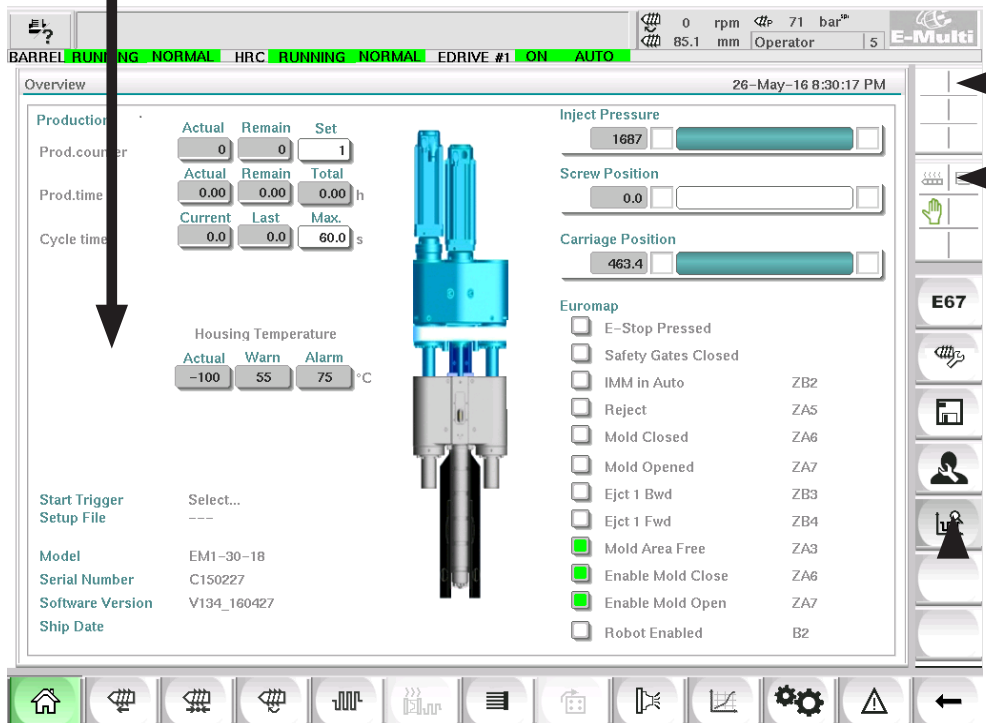 ?
0 rpm P 71 bar spe
85.1 mm Operator 5
E-Multi
BARREL RUNNING NORMAL HRC RUNNING NORMAL EDRIVE #1 ON AUTO
Overview 26-May-16 8:30:17 PM
Production
Actual Remain Set
Prod.counter 0 0 1
Actual Remain Total
Prod.time 0.00 0.00 0.00 h
Current Last Max.
Cycle time 0.0 0.0 60.0 s
Housing Temperature
Actual Warn Alarm
-100 55 75 °C
Start Trigger Select...
Setup File ---
Model EM1-30-18
Serial Number C150227
Software Version V134_160427
Ship Date
Inject Pressure
1687
Screw Position
0.0
Carriage Position
463.4
Euromap
E-Stop Pressed
Safety Gates Closed
IMM in Auto ZB2
Reject ZA5
Mold Closed ZA6
Mold Opened ZA7
Ejct 1 Bwd ZB3
Ejct 1 Fwd ZB4
Mold Area Free ZA3
Enable Mold Close ZA6
Enable Mold Open ZA7
Robot Enabled B2
E67